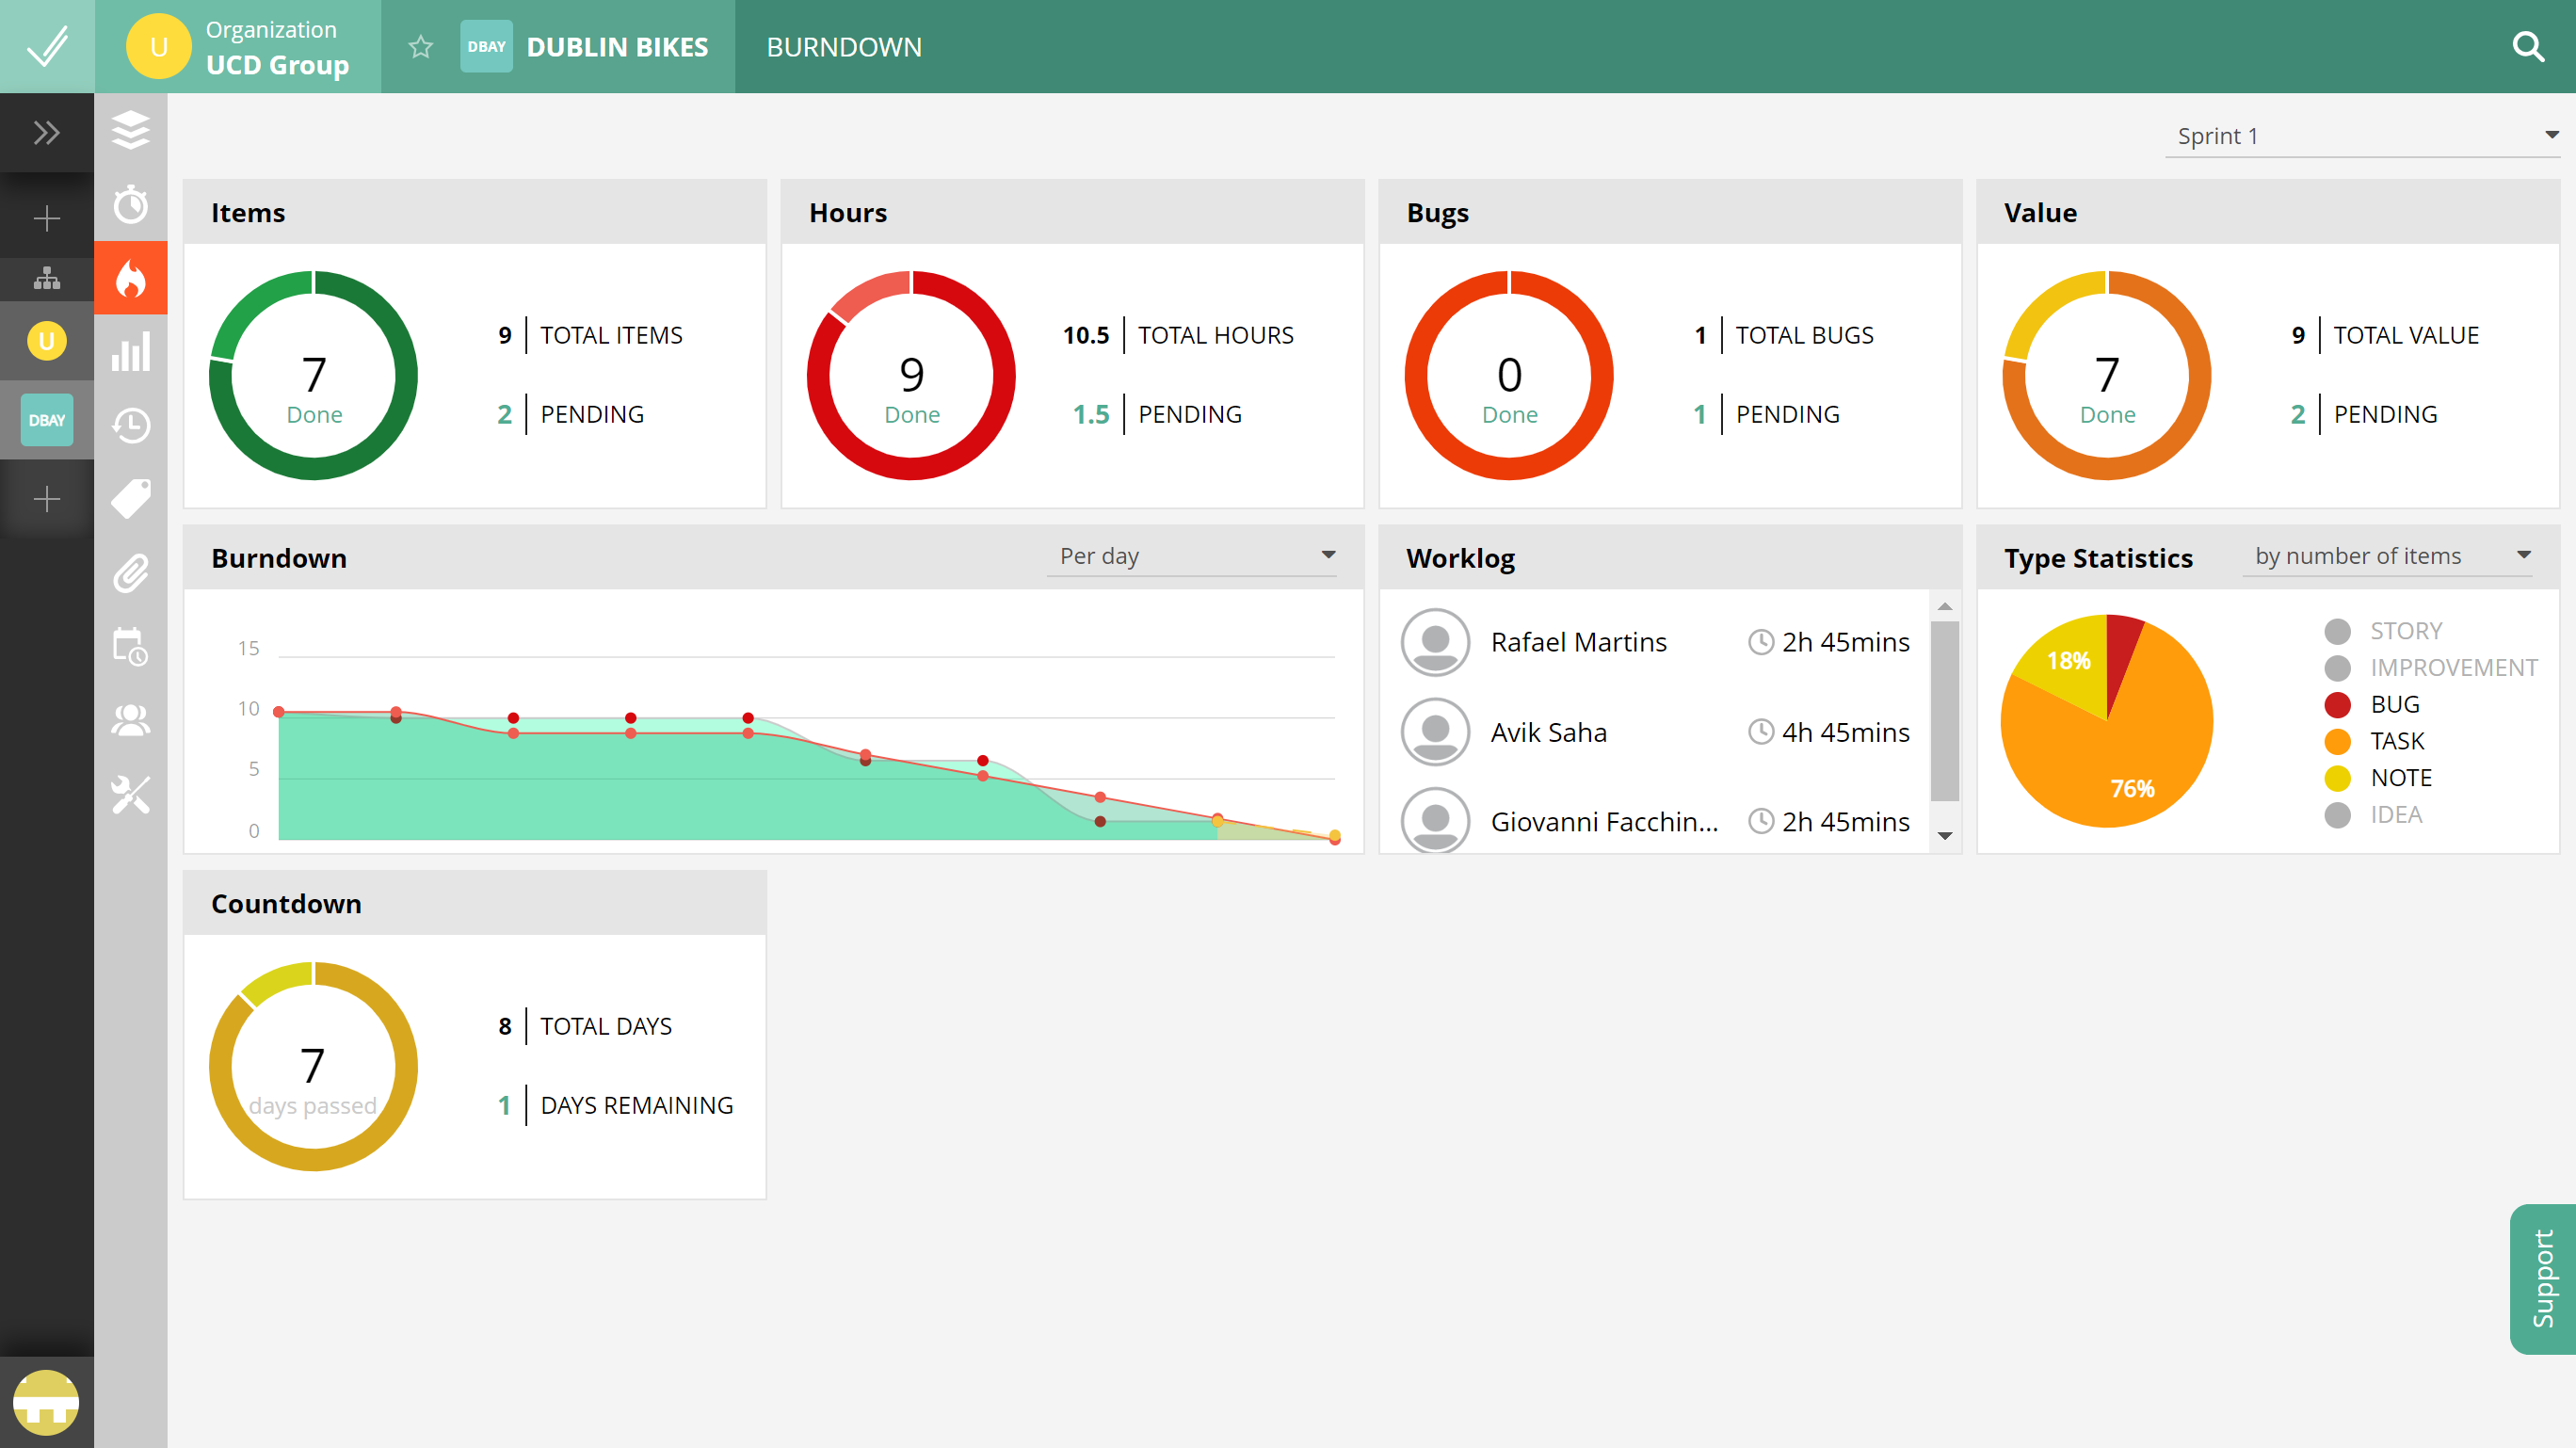 Organization
U
UCD Group
DBAY
DUBLIN BIKES
BURNDOWN
Sprint 1
U
DBAY
Items
7
Done
9 TOTAL ITEMS
2 PENDING
Hours
9
Done
10.5 TOTAL HOURS
1.5 PENDING
Bugs
0
Done
1 TOTAL BUGS
1 PENDING
Value
7
Done
9 TOTAL VALUE
2 PENDING
Burndown
Per day
15
10
5
0
Worklog
Rafael Martins 2h 45mins
Avik Saha 4h 45mins
Giovanni Facchin... 2h 45mins
Type Statistics
by number of items
18%
76%
STORY
IMPROVEMENT
BUG
TASK
NOTE
IDEA
Countdown
7
days passed
8 TOTAL DAYS
1 DAYS REMAINING
Support